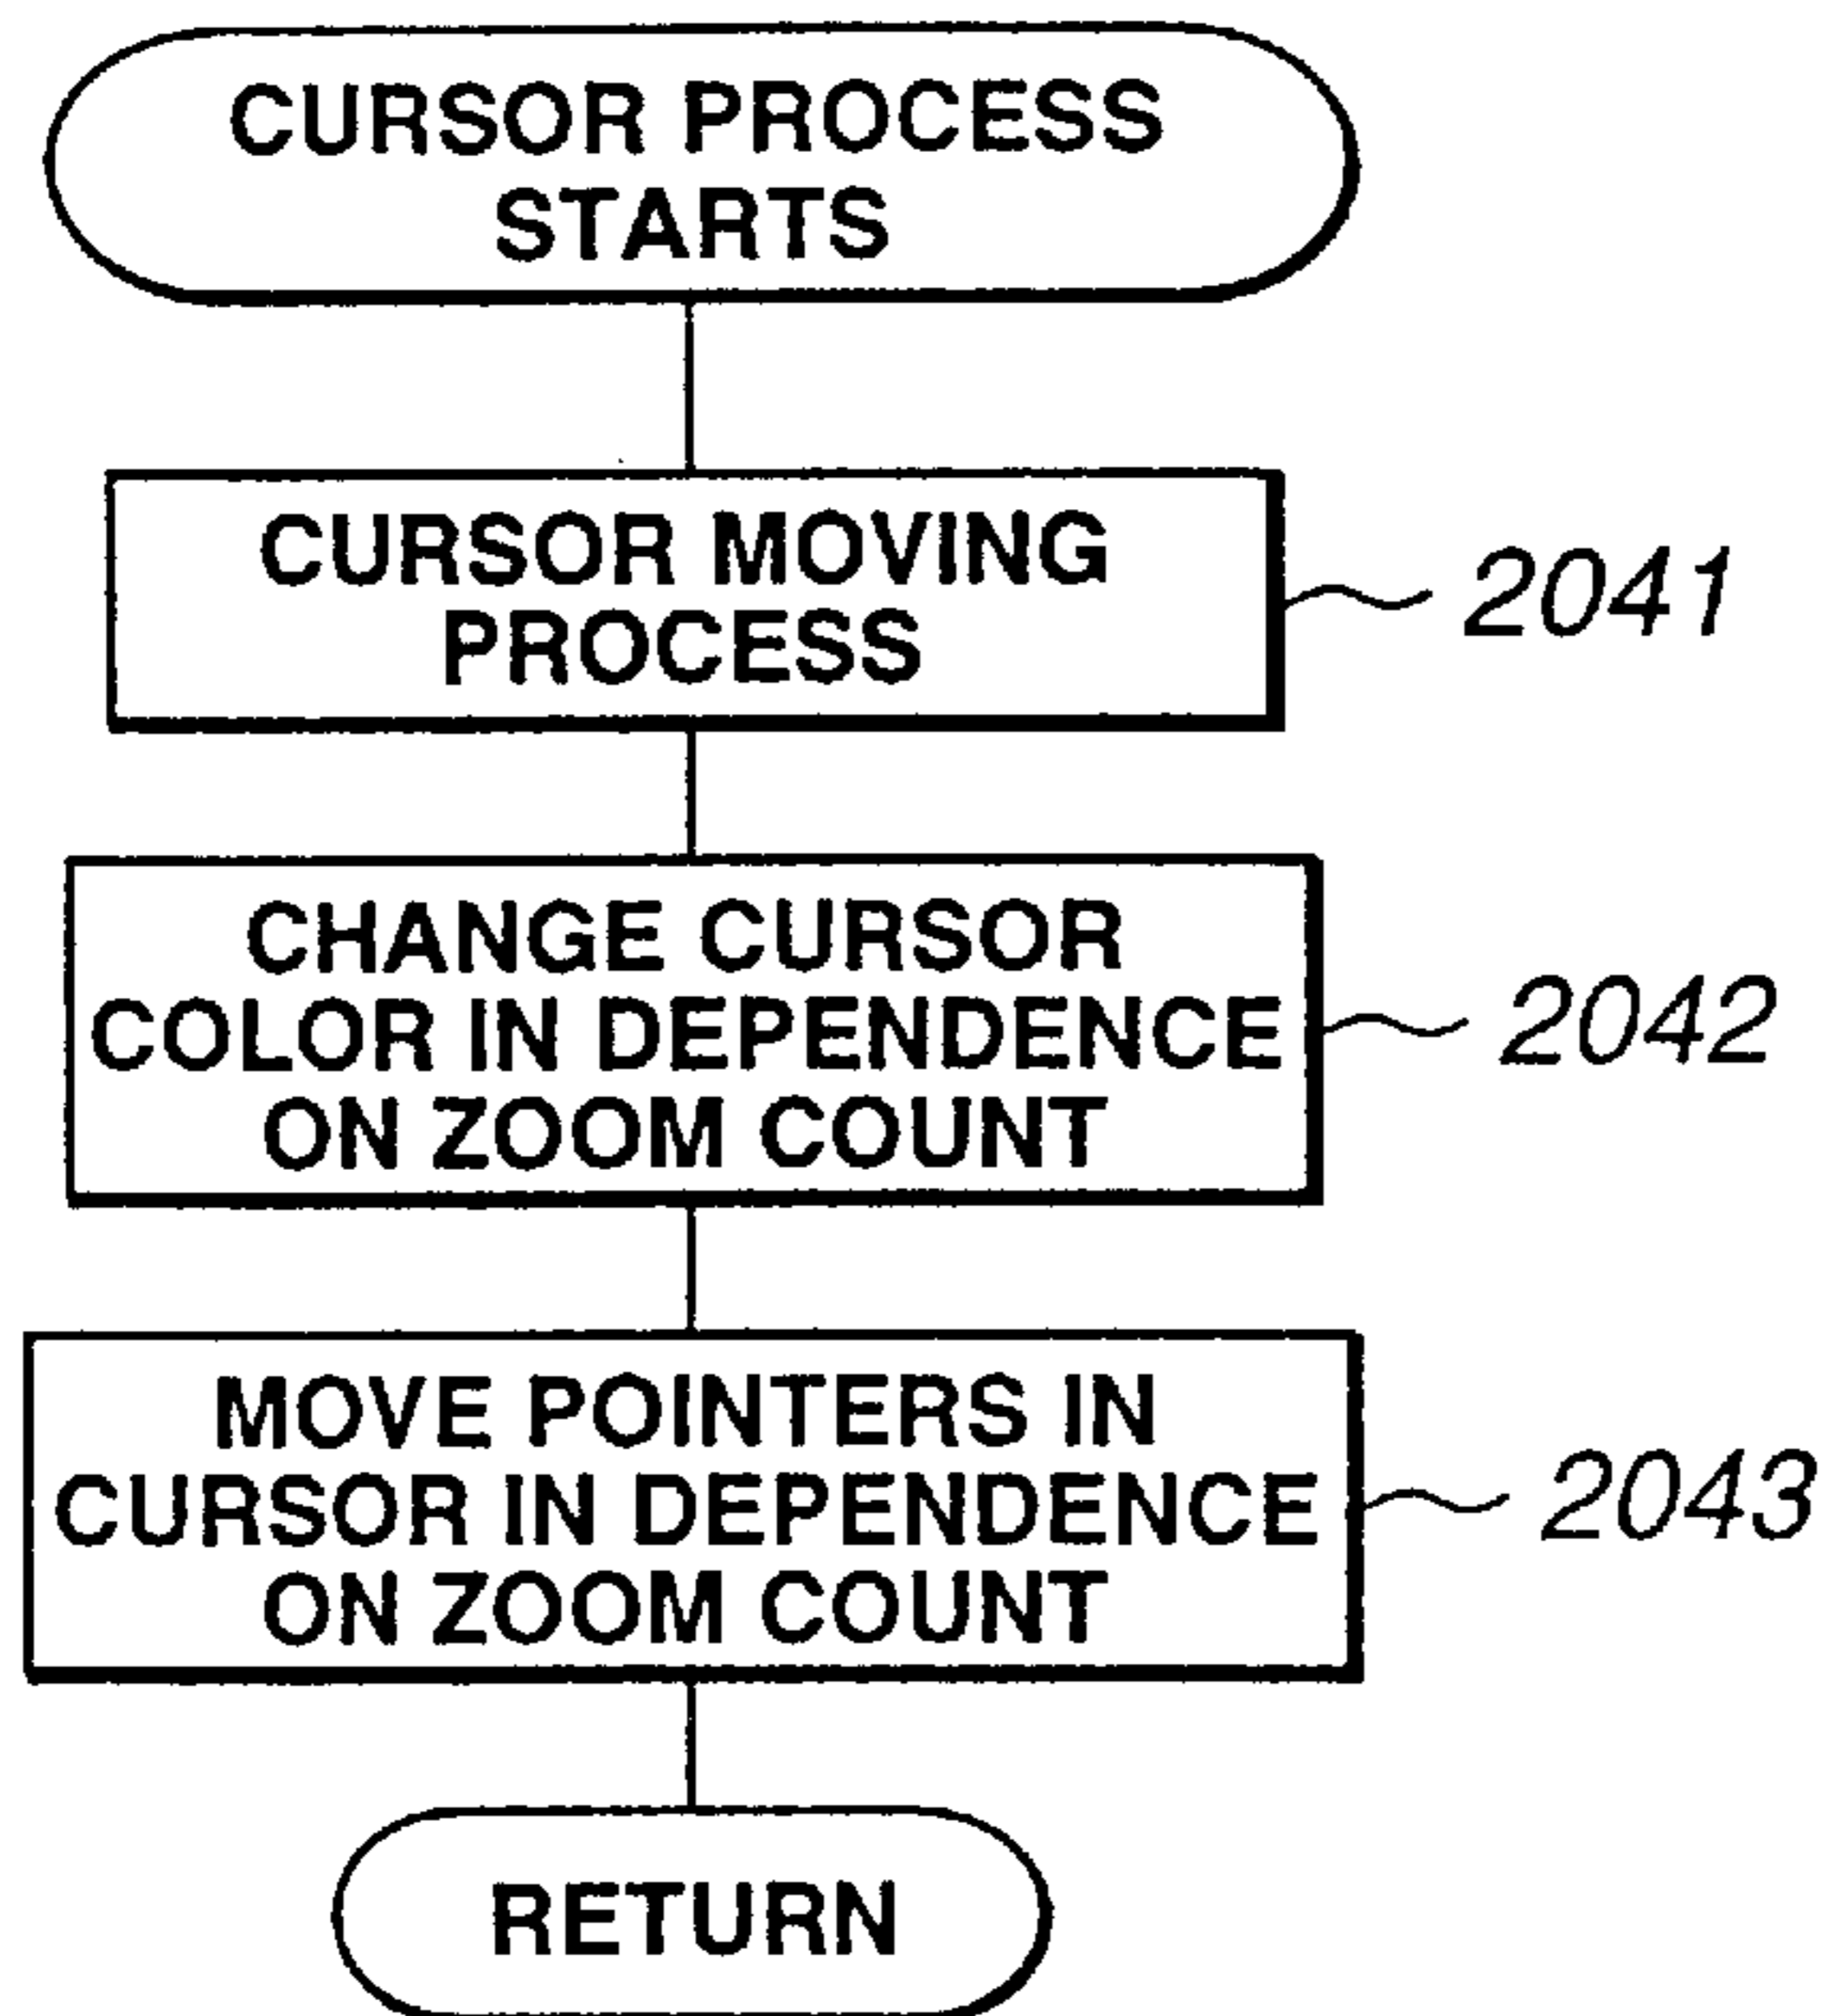 CURSOR PROCESS
STARTS
CURSOR MOVING
PROCESS
2041
CHANGE CURSOR
COLOR IN DEPENDENCE
ON ZOOM COUNT
2042
MOVE POINTERS IN
CURSOR IN DEPENDENCE
ON ZOOM COUNT
2043
RETURN